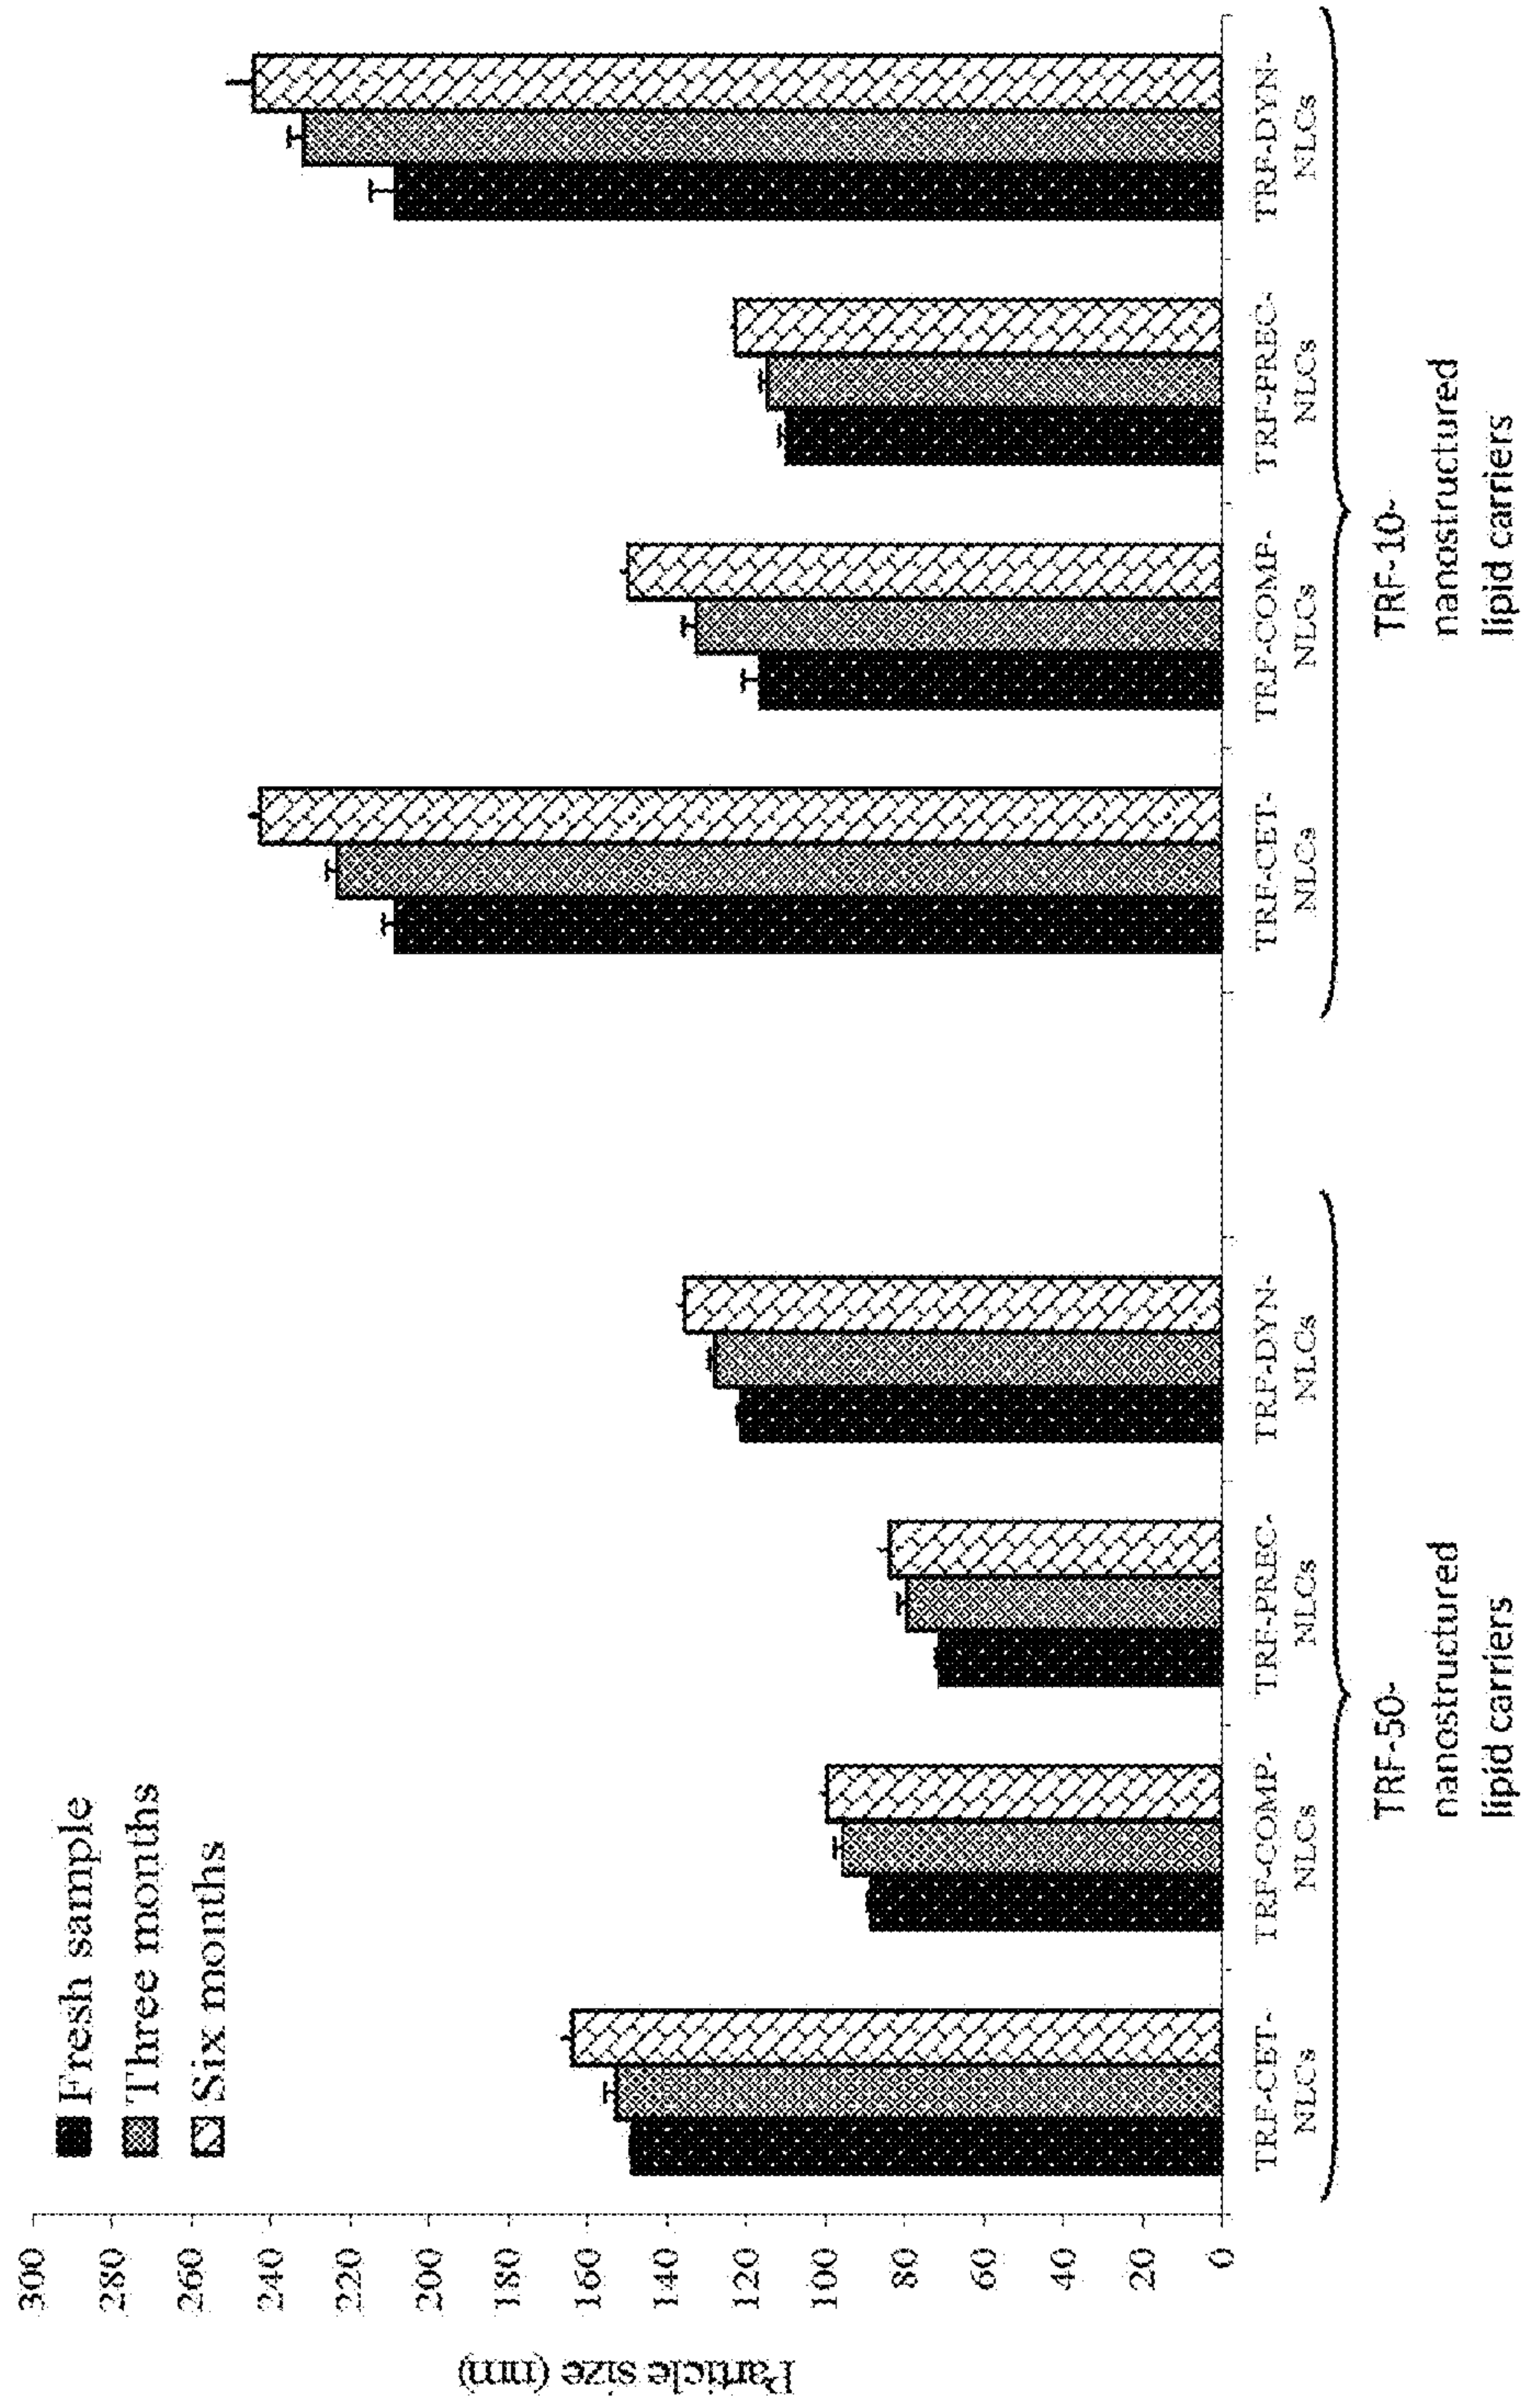 Particle size (nm)
300
280
260
240
220
200
180
160
140
120
100
80
60
40
20
0
Fresh sample
Three months
Six months
TRF-CET-
NLCs
TRF-COMP-
NLCs
TRF-PREC-
NLCs
TRF-DYN-
NLCs
TRF-CET-
NLCs
TRF-COMP-
NLCs
TRF-PREC-
NLCs
TRF-DYN-
NLCs
TRF-50-
nanostructured
lipid carriers
TRF-10-
nanostructured
lipid carriers